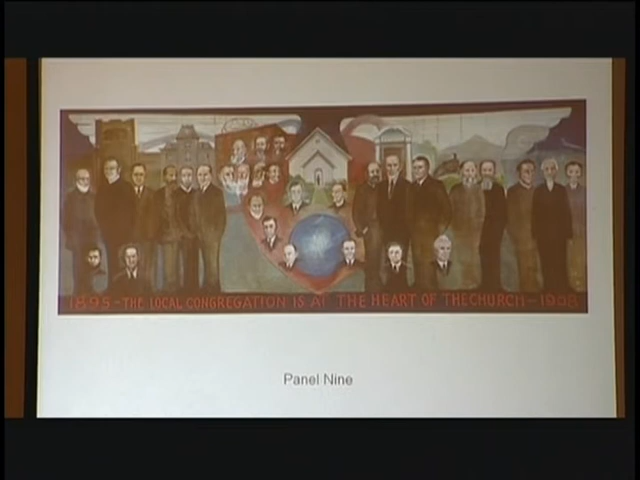 1895-THE LOCAL CONGREGATION IS AT THE HEART OF THE CHURCH-1908
Panel Nine